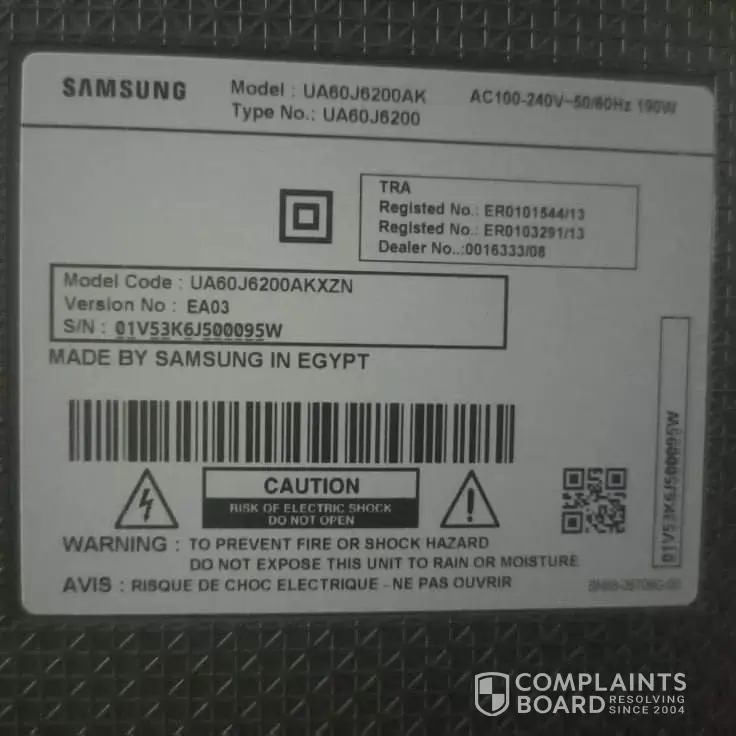 SAMSUNG
Model : UA60J6200AK
Type No.: UA60J6200
AC100-240V~50/60Hz 190W
TRA
Registed No.: ER0101544/13
Registed No.: ER0103291/13
Dealer No..:0016333/08
Model Code : UA60J6200AKXZN
Version No : EA03
S/N : 01V53K6J500095W
MADE BY SAMSUNG IN EGYPT
CAUTION
RISK OF ELECTRIC SHOCK
DO NOT OPEN
WARNING : TO PREVENT FIRE OR SHOCK HAZARD
DO NOT EXPOSE THIS UNIT TO RAIN OR MOISTURE
AVIS : RISQUE DE CHOC ELECTRIQUE -NE PAS OUVRIR
01V53K6J500095W
COMPLAINTS
BOARD RESOLVING
SINCE 2004